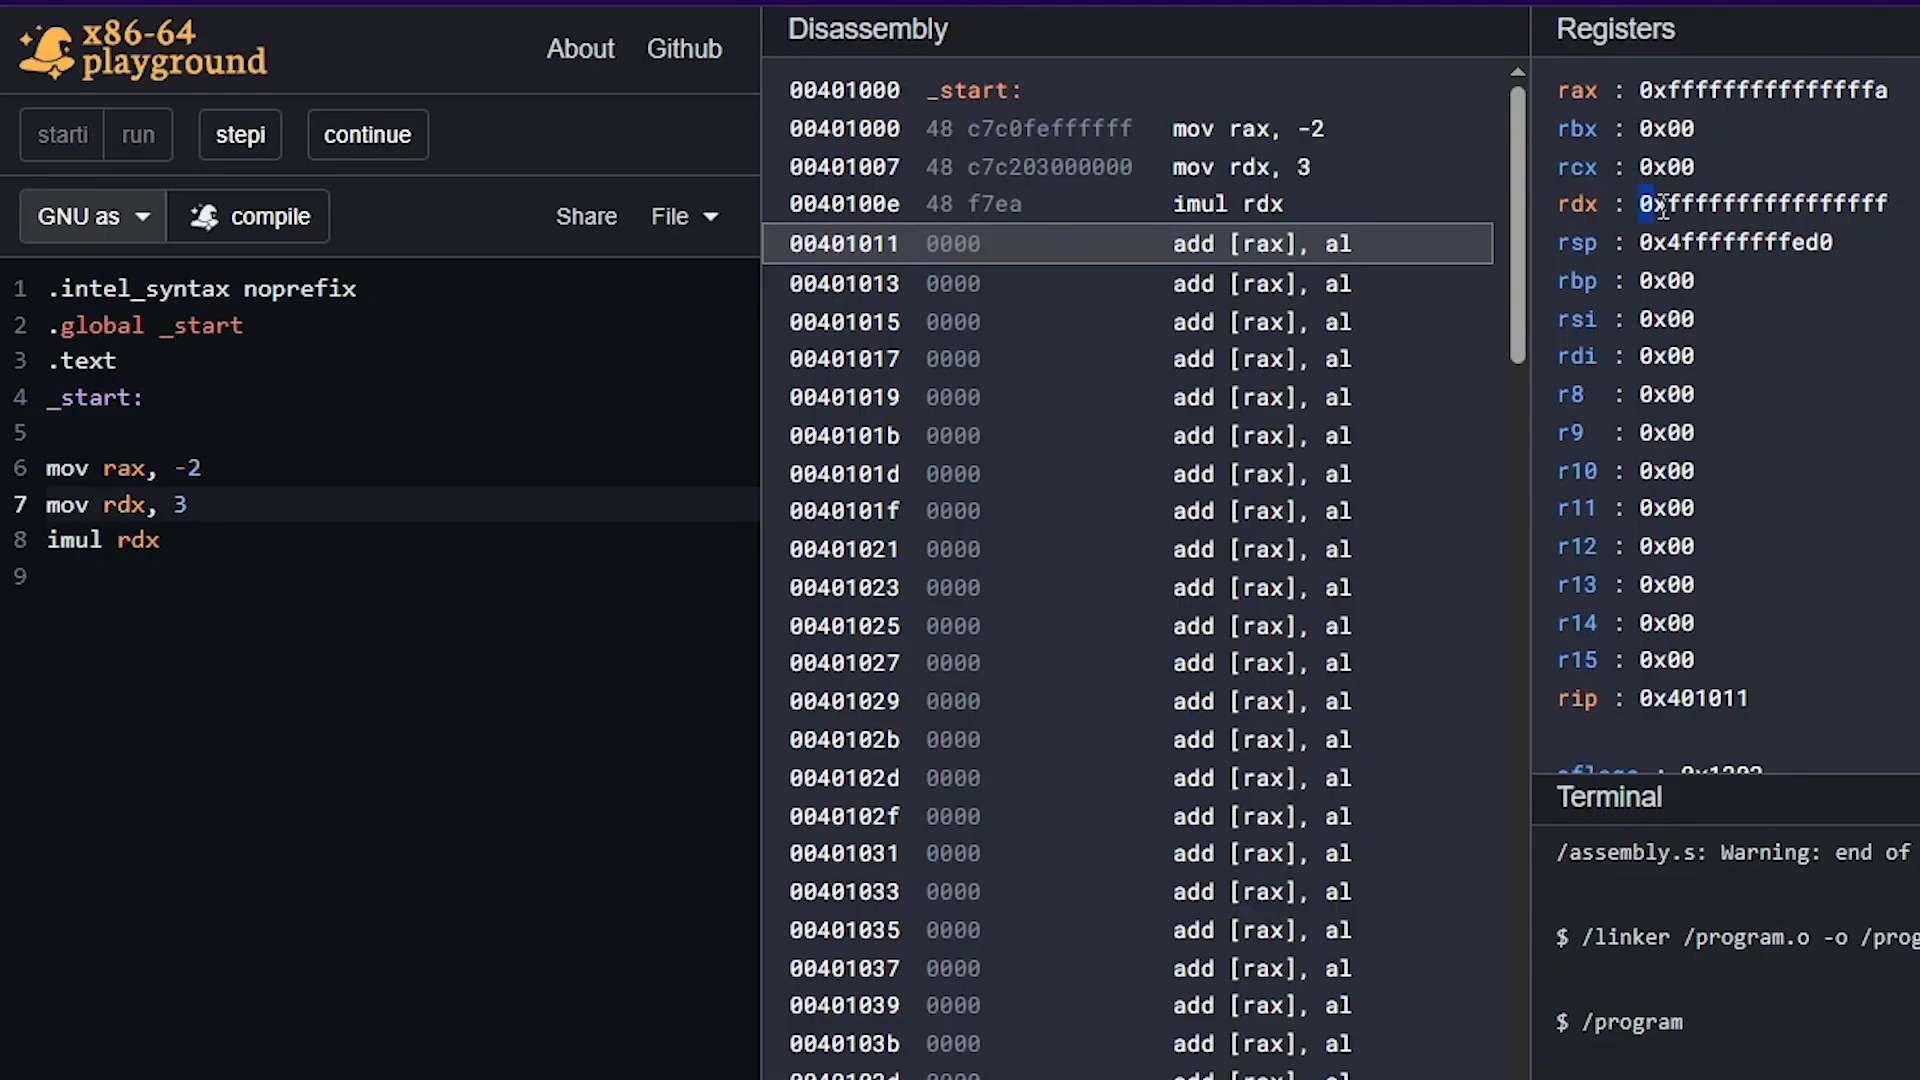 x86-64
playground
About Github
starti run stepi continue
GNU as compile Share File
1 .intel_syntax noprefix
2 .global _start
3 .text
4 _start:
5
6 mov rax, -2
7 mov rdx, 3
8 imul rdx
9
Disassembly
00401000 _start:
00401000 48 c7c0feffffff mov rax, -2
00401007 48 c7c203000000 mov rdx, 3
0040100e 48 f7ea imul rdx
00401011 0000 add [rax], al
00401013 0000 add [rax], al
00401015 0000 add [rax], al
00401017 0000 add [rax], al
00401019 0000 add [rax], al
0040101b 0000 add [rax], al
0040101d 0000 add [rax], al
0040101f 0000 add [rax], al
00401021 0000 add [rax], al
00401023 0000 add [rax], al
00401025 0000 add [rax], al
00401027 0000 add [rax], al
00401029 0000 add [rax], al
0040102b 0000 add [rax], al
0040102d 0000 add [rax], al
0040102f 0000 add [rax], al
00401031 0000 add [rax], al
00401033 0000 add [rax], al
00401035 0000 add [rax], al
00401037 0000 add [rax], al
00401039 0000 add [rax], al
0040103b 0000 add [rax], al
Registers
rax : 0xfffffffffffffffa
rbx : 0x00
rcx : 0x00
rdx : 0xffffffffffffffff
rsp : 0x4ffffffffed0
rbp : 0x00
rsi : 0x00
rdi : 0x00
r8 : 0x00
r9 : 0x00
r10 : 0x00
r11 : 0x00
r12 : 0x00
r13 : 0x00
r14 : 0x00
r15 : 0x00
rip : 0x401011
Terminal
/assembly.s: Warning: end of
$ /linker /program.o -o /prog
$ /program